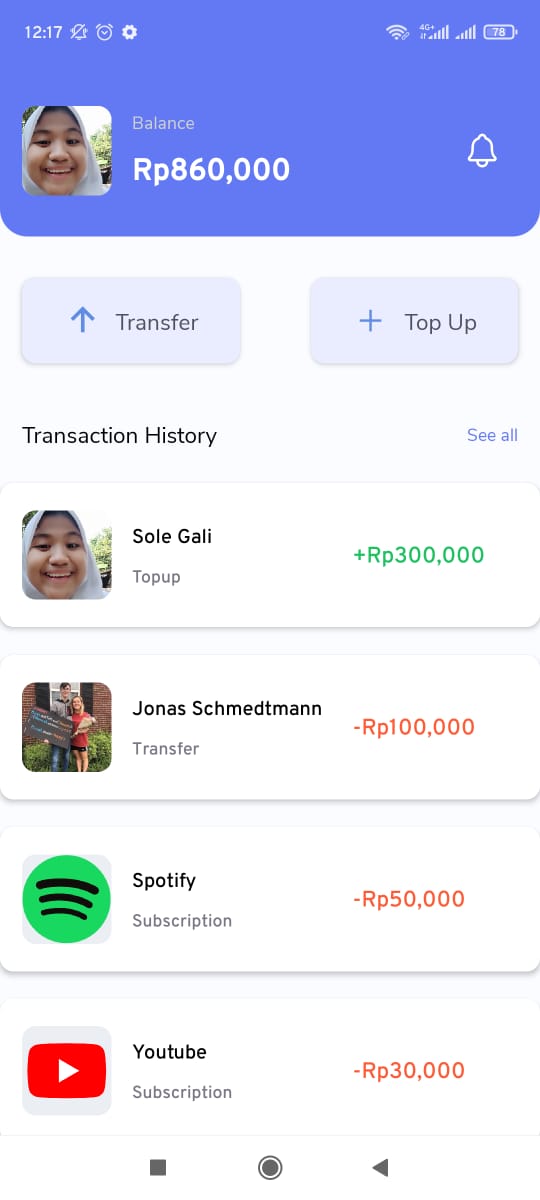 12:17
4G+
78
Balance
Rp860,000
Transfer
Top Up
Transaction History
See all
Sole Gali
Topup
+Rp300,000
Jonas Schmedtmann
Transfer
-Rp100,000
Spotify
Subscription
-Rp50,000
Youtube
Subscription
-Rp30,000